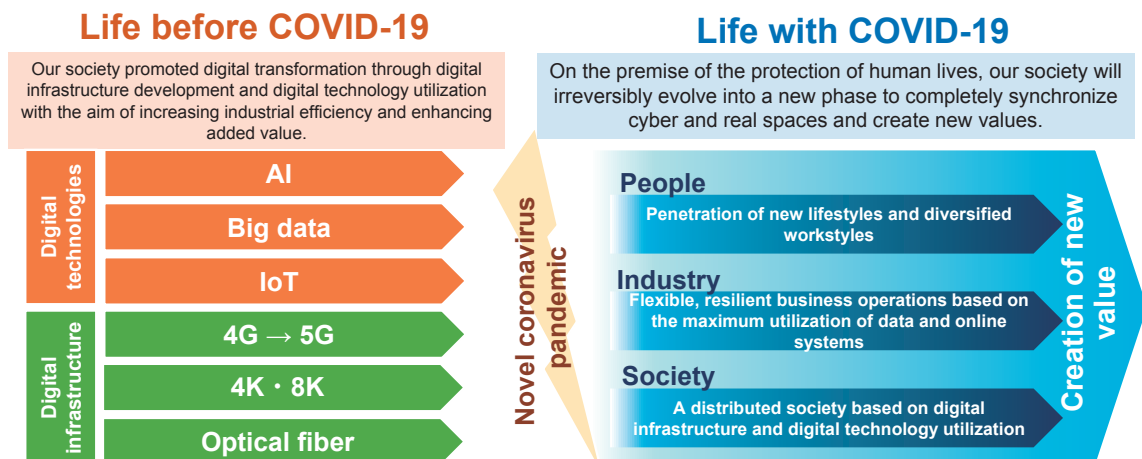 Life before COVID-19
Our society promoted digital transformation through digital
infrastructure development and digital technology utilization
with the aim of increasing industrial efficiency and enhancing
added value.
Digital
technologies
AI
Big data
IoT
Digital
infrastructure
4G → 5G
4K・8K
Optical fiber
Novel coronavirus
pandemic
Life with COVID-19
On the premise of the protection of human lives, our society will
irreversibly evolve into a new phase to completely synchronize
cyber and real spaces and create new values.
People
Penetration of new lifestyles and diversified
workstyles
Industry
Flexible, resilient business operations based on
the maximum utilization of data and online
systems
Society
A distributed society based on digital
infrastructure and digital technology utilization
Creation of new
value